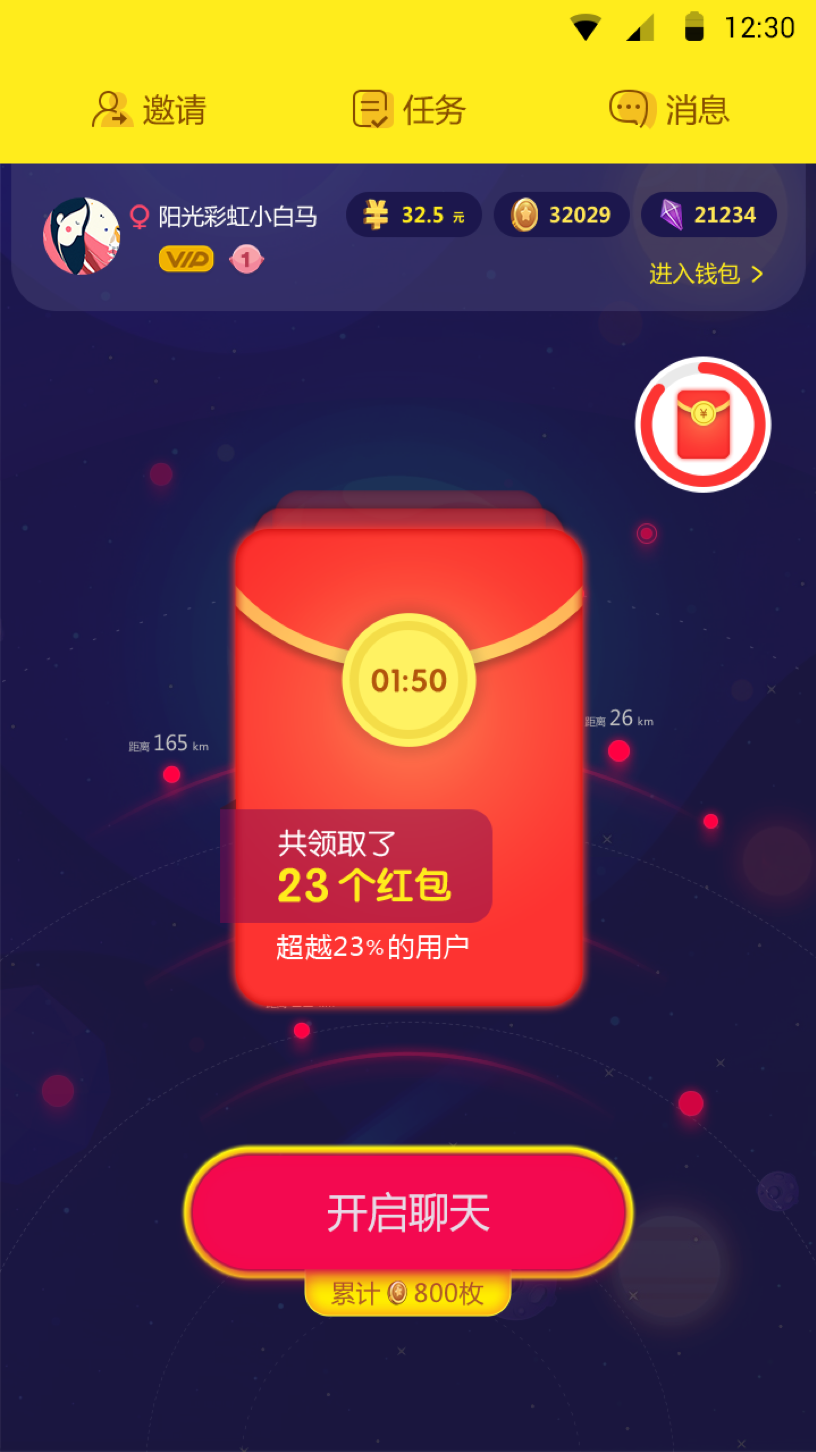 12:30
邀请 任务 消息
阳光彩虹小白马 32.5 元 32029 21234
VIP 1 进入钱包 >
¥
01:50
距离 26 km
距离 165 km
共领取了
23个红包
超越23%的用户
开启聊天
累计 800枚